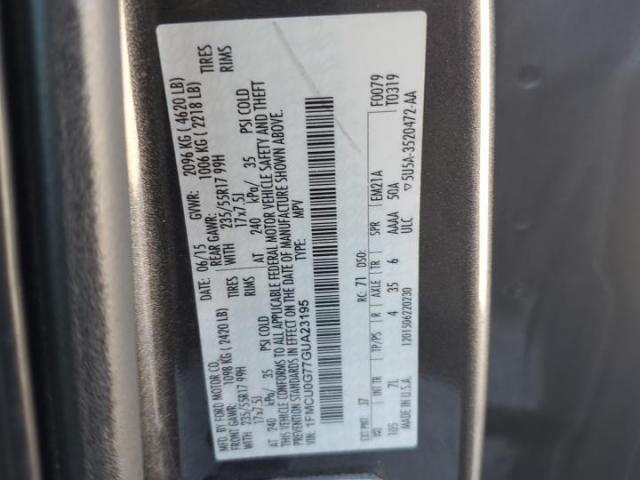 MFD. BY FORD MOTOR CO.
DATE: 06/15 GVWR: 2096 KG ( 4620 LB)
FRONT GAWR: 1098 KG ( 2420 LB) REAR GAWR: 1006 KG ( 2218 LB)
WITH 235/55R17 99H TIRES WITH 235/55R17 99H TIRES
17x7.5J RIMS 17x7.5J RIMS
AT 240 kPa/ 35 PSI COLD AT 240 kPa/ 35 PSI COLD
THIS VEHICLE CONFORMS TO ALL APPLICABLE FEDERAL MOTOR VEHICLE SAFETY AND THEFT
PREVENTION STANDARDS IN EFFECT ON THE DATE OF MANUFACTURE SHOWN ABOVE.
VIN: 1FMCU0G77GUA23195 TYPE: MPV
F0079
T0319
EXT PNT: J7 RC: 71 DSO:
INT TR TP/PS R AXLE TR SPR EM21A
105 7L 4 35 6 AAAA 50A
MADE IN U.S.A. 1201506220230 ULC 5U5A-3520472-AA